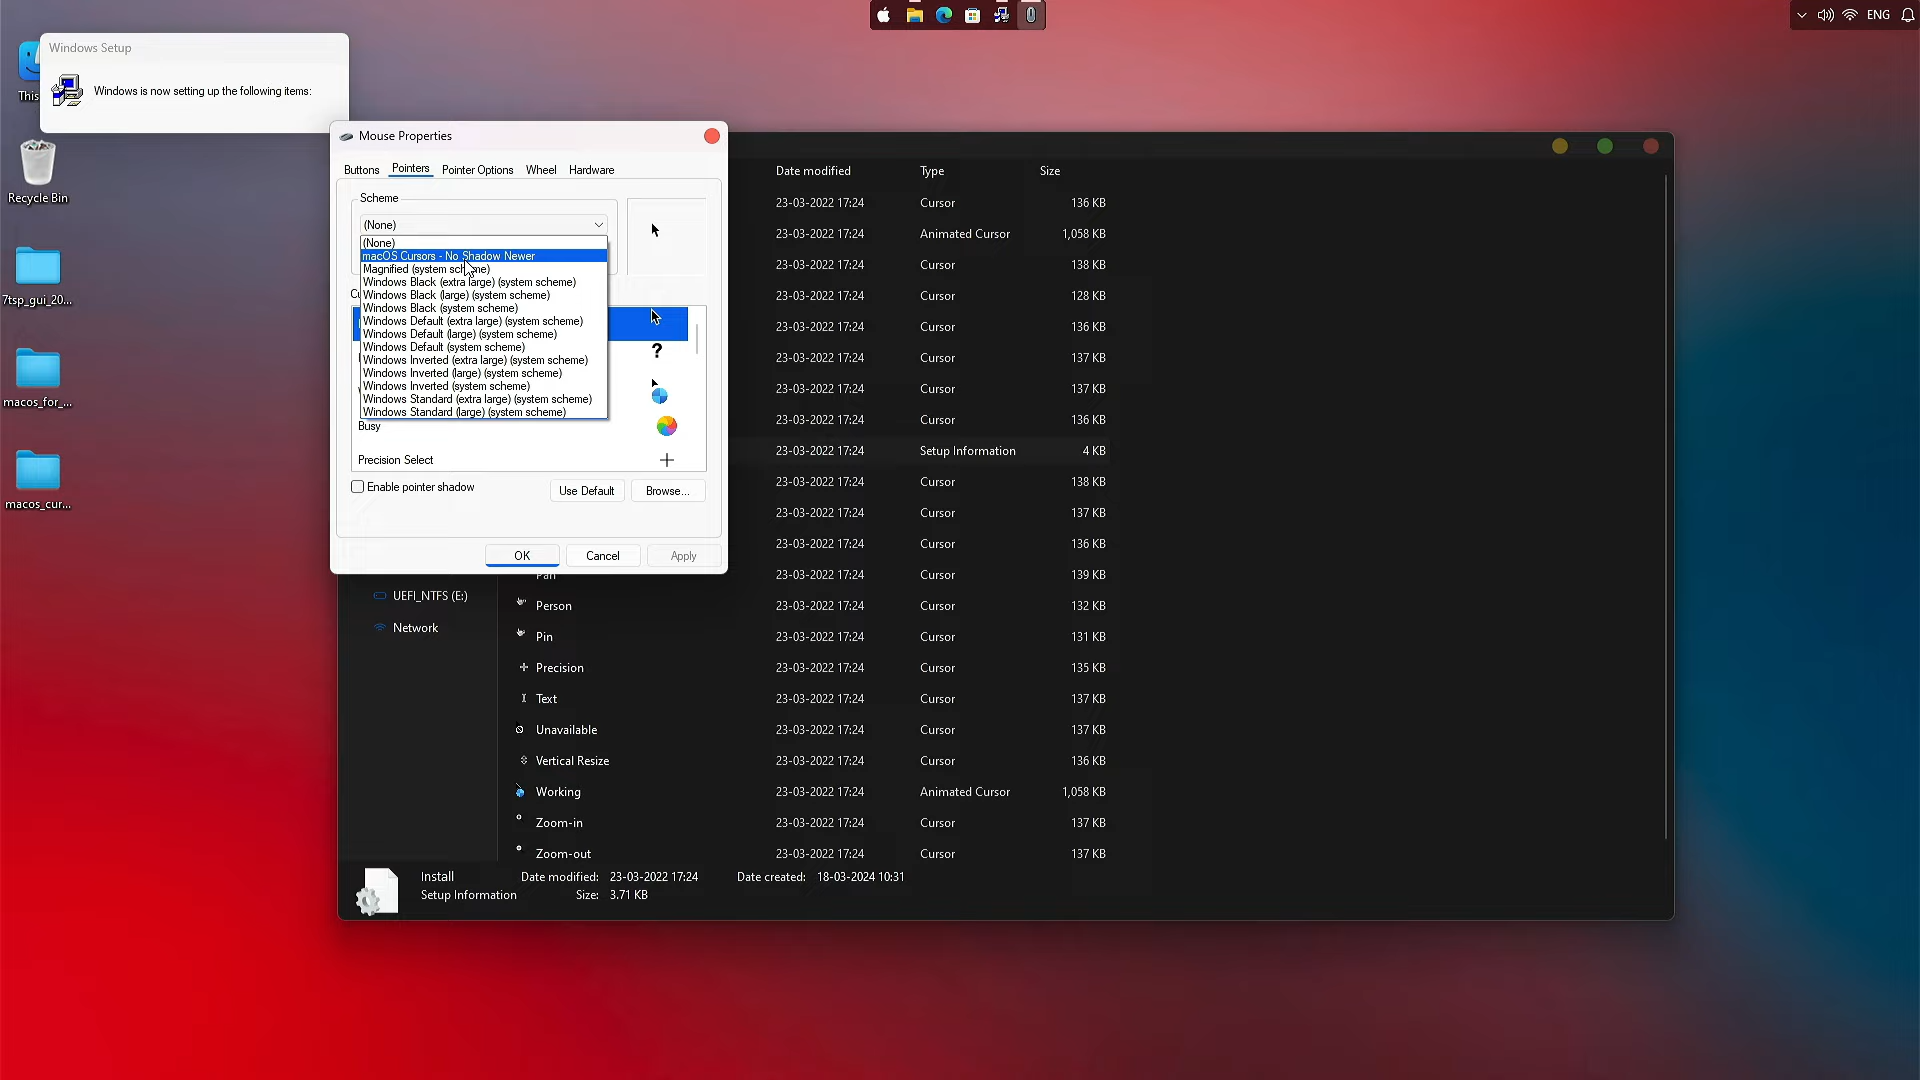 ENG
This
Recycle Bin
7tsp_gui_20...
macos_for_...
macos_cur...
Windows Setup
Windows is now setting up the following items:
Mouse Properties
Buttons Pointers Pointer Options Wheel Hardware
Scheme
(None)
(None)
macOS Cursors - No Shadow Newer
Magnified (system scheme)
Windows Black (extra large) (system scheme)
Windows Black (large) (system scheme)
Windows Black (system scheme)
Windows Default (extra large) (system scheme)
Windows Default (large) (system scheme)
Windows Default (system scheme)
Windows Inverted (extra large) (system scheme)
Windows Inverted (large) (system scheme)
Windows Inverted (system scheme)
Windows Standard (extra large) (system scheme)
Windows Standard (large) (system scheme)
Busy
Precision Select
Enable pointer shadow
Use Default Browse...
OK Cancel Apply
UEFI_NTFS (E:)
Network
Date modified Type Size
23-03-2022 17:24 Cursor 136 KB
23-03-2022 17:24 Animated Cursor 1,058 KB
23-03-2022 17:24 Cursor 138 KB
23-03-2022 17:24 Cursor 128 KB
23-03-2022 17:24 Cursor 136 KB
23-03-2022 17:24 Cursor 137 KB
23-03-2022 17:24 Cursor 137 KB
23-03-2022 17:24 Cursor 136 KB
23-03-2022 17:24 Setup Information 4 KB
23-03-2022 17:24 Cursor 138 KB
23-03-2022 17:24 Cursor 137 KB
23-03-2022 17:24 Cursor 136 KB
Pan 23-03-2022 17:24 Cursor 139 KB
Person 23-03-2022 17:24 Cursor 132 KB
Pin 23-03-2022 17:24 Cursor 131 KB
Precision 23-03-2022 17:24 Cursor 135 KB
Text 23-03-2022 17:24 Cursor 137 KB
Unavailable 23-03-2022 17:24 Cursor 137 KB
Vertical Resize 23-03-2022 17:24 Cursor 136 KB
Working 23-03-2022 17:24 Animated Cursor 1,058 KB
Zoom-in 23-03-2022 17:24 Cursor 137 KB
Zoom-out 23-03-2022 17:24 Cursor 137 KB
Install Date modified: 23-03-2022 17:24 Date created: 18-03-2024 10:31
Setup Information Size: 3.71 KB